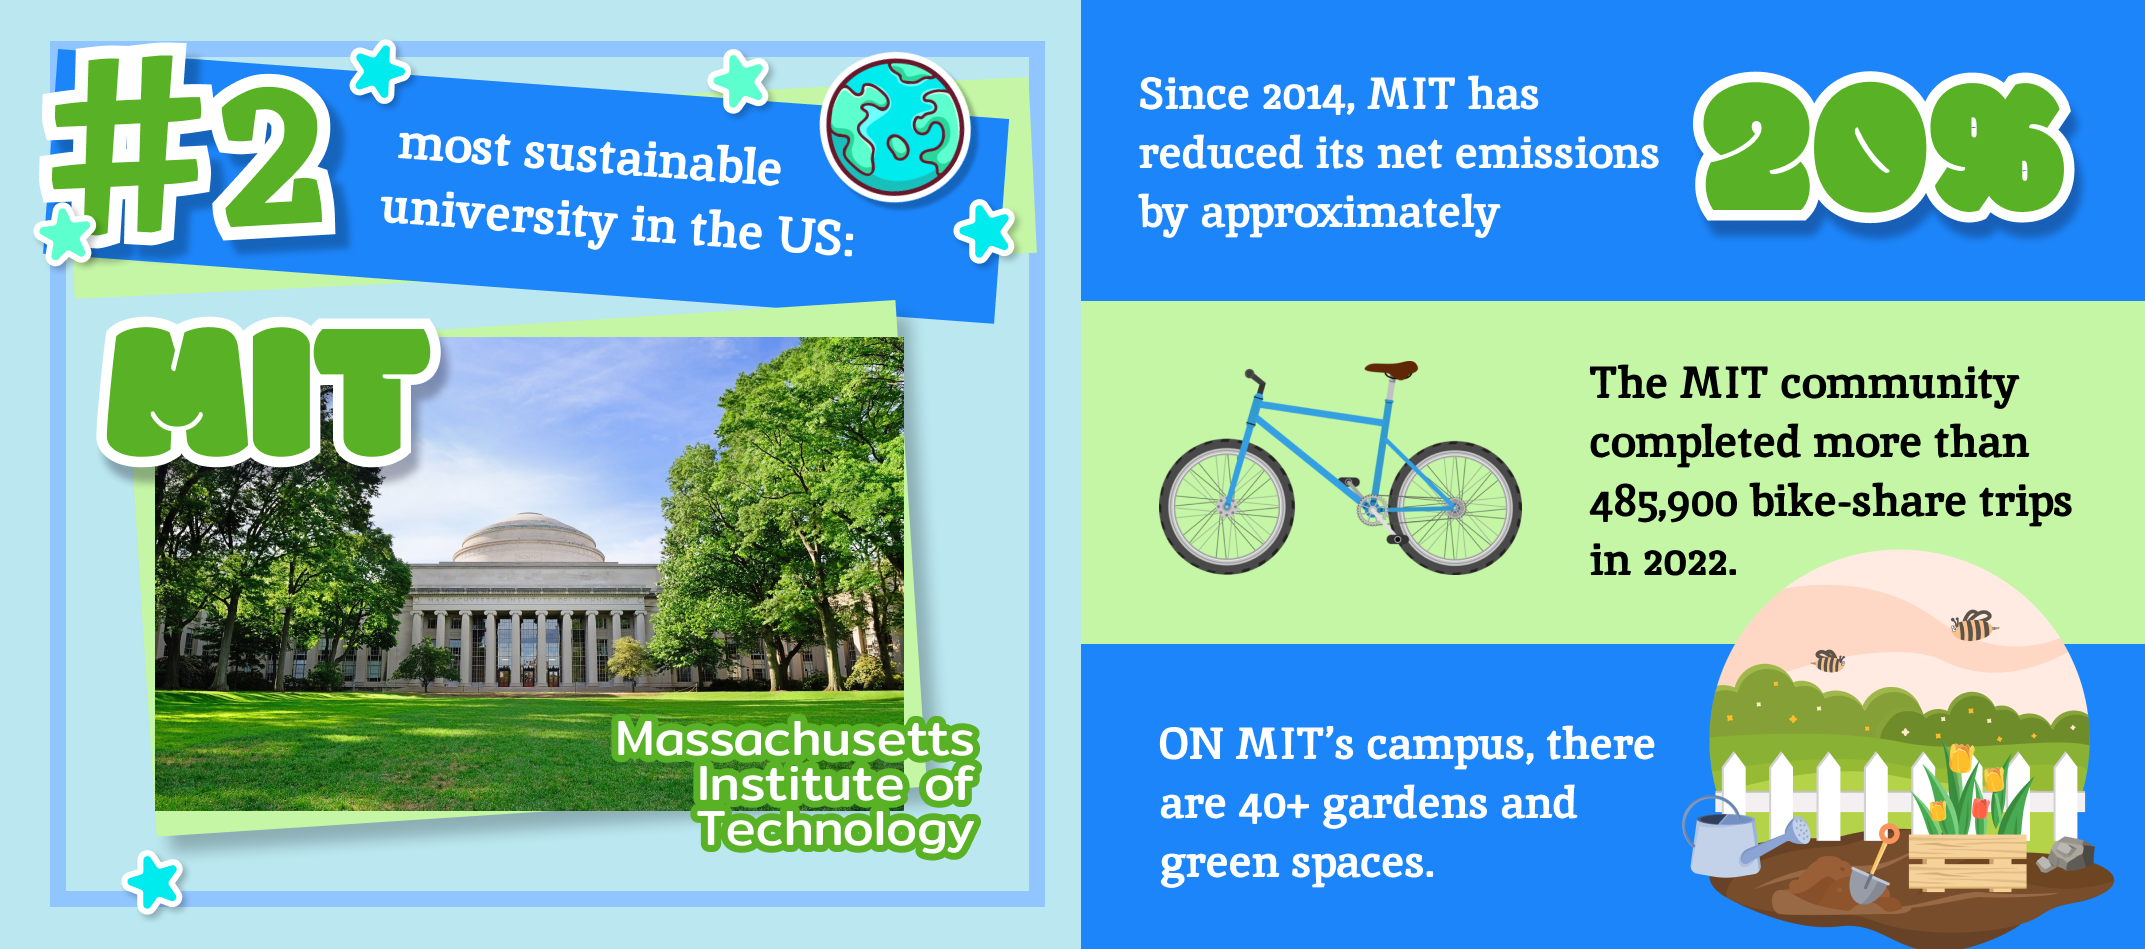 #2
most sustainable
university in the US:
MIT
Massachusetts
Institute of
Technology
Since 2014, MIT has
reduced its net emissions
by approximately
20%
The MIT community
completed more than
485,900 bike-share trips
in 2022.
ON MIT’s campus, there
are 40+ gardens and
green spaces.